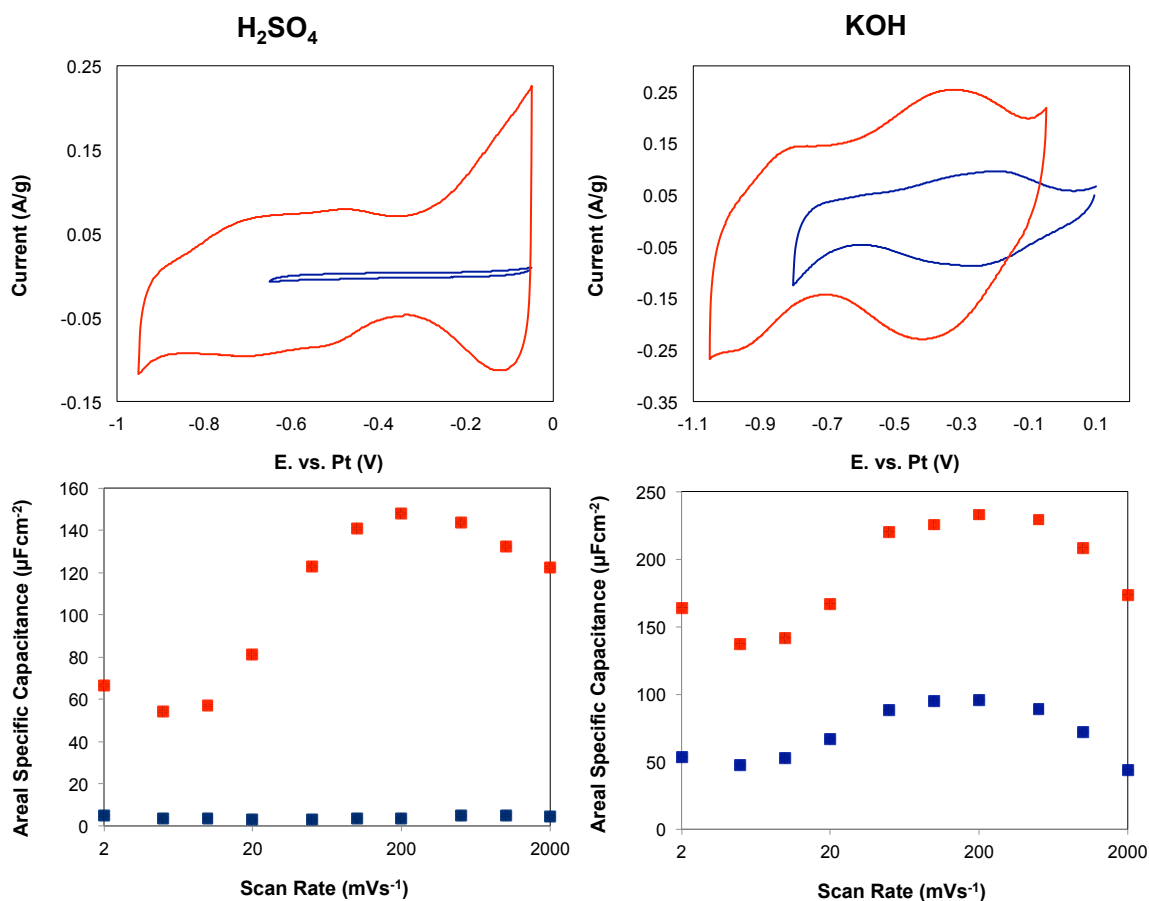 H₂SO₄
KOH
0.25
0.15
0.05
-0.05
-0.15
Current (A/g)
-1 -0.8 -0.6 -0.4 -0.2 0
E. vs. Pt (V)
0.25
0.15
0.05
-0.05
-0.15
-0.25
-0.35
Current (A/g)
-1.1 -0.9 -0.7 -0.5 -0.3 -0.1 0.1
E. vs. Pt (V)
160
140
120
100
80
60
40
20
0
Areal Specific Capacitance (µFcm⁻²)
2 20 200 2000
Scan Rate (mVs⁻¹)
250
200
150
100
50
0
Areal Specific Capacitance (µFcm⁻²)
2 20 200 2000
Scan Rate (mVs⁻¹)